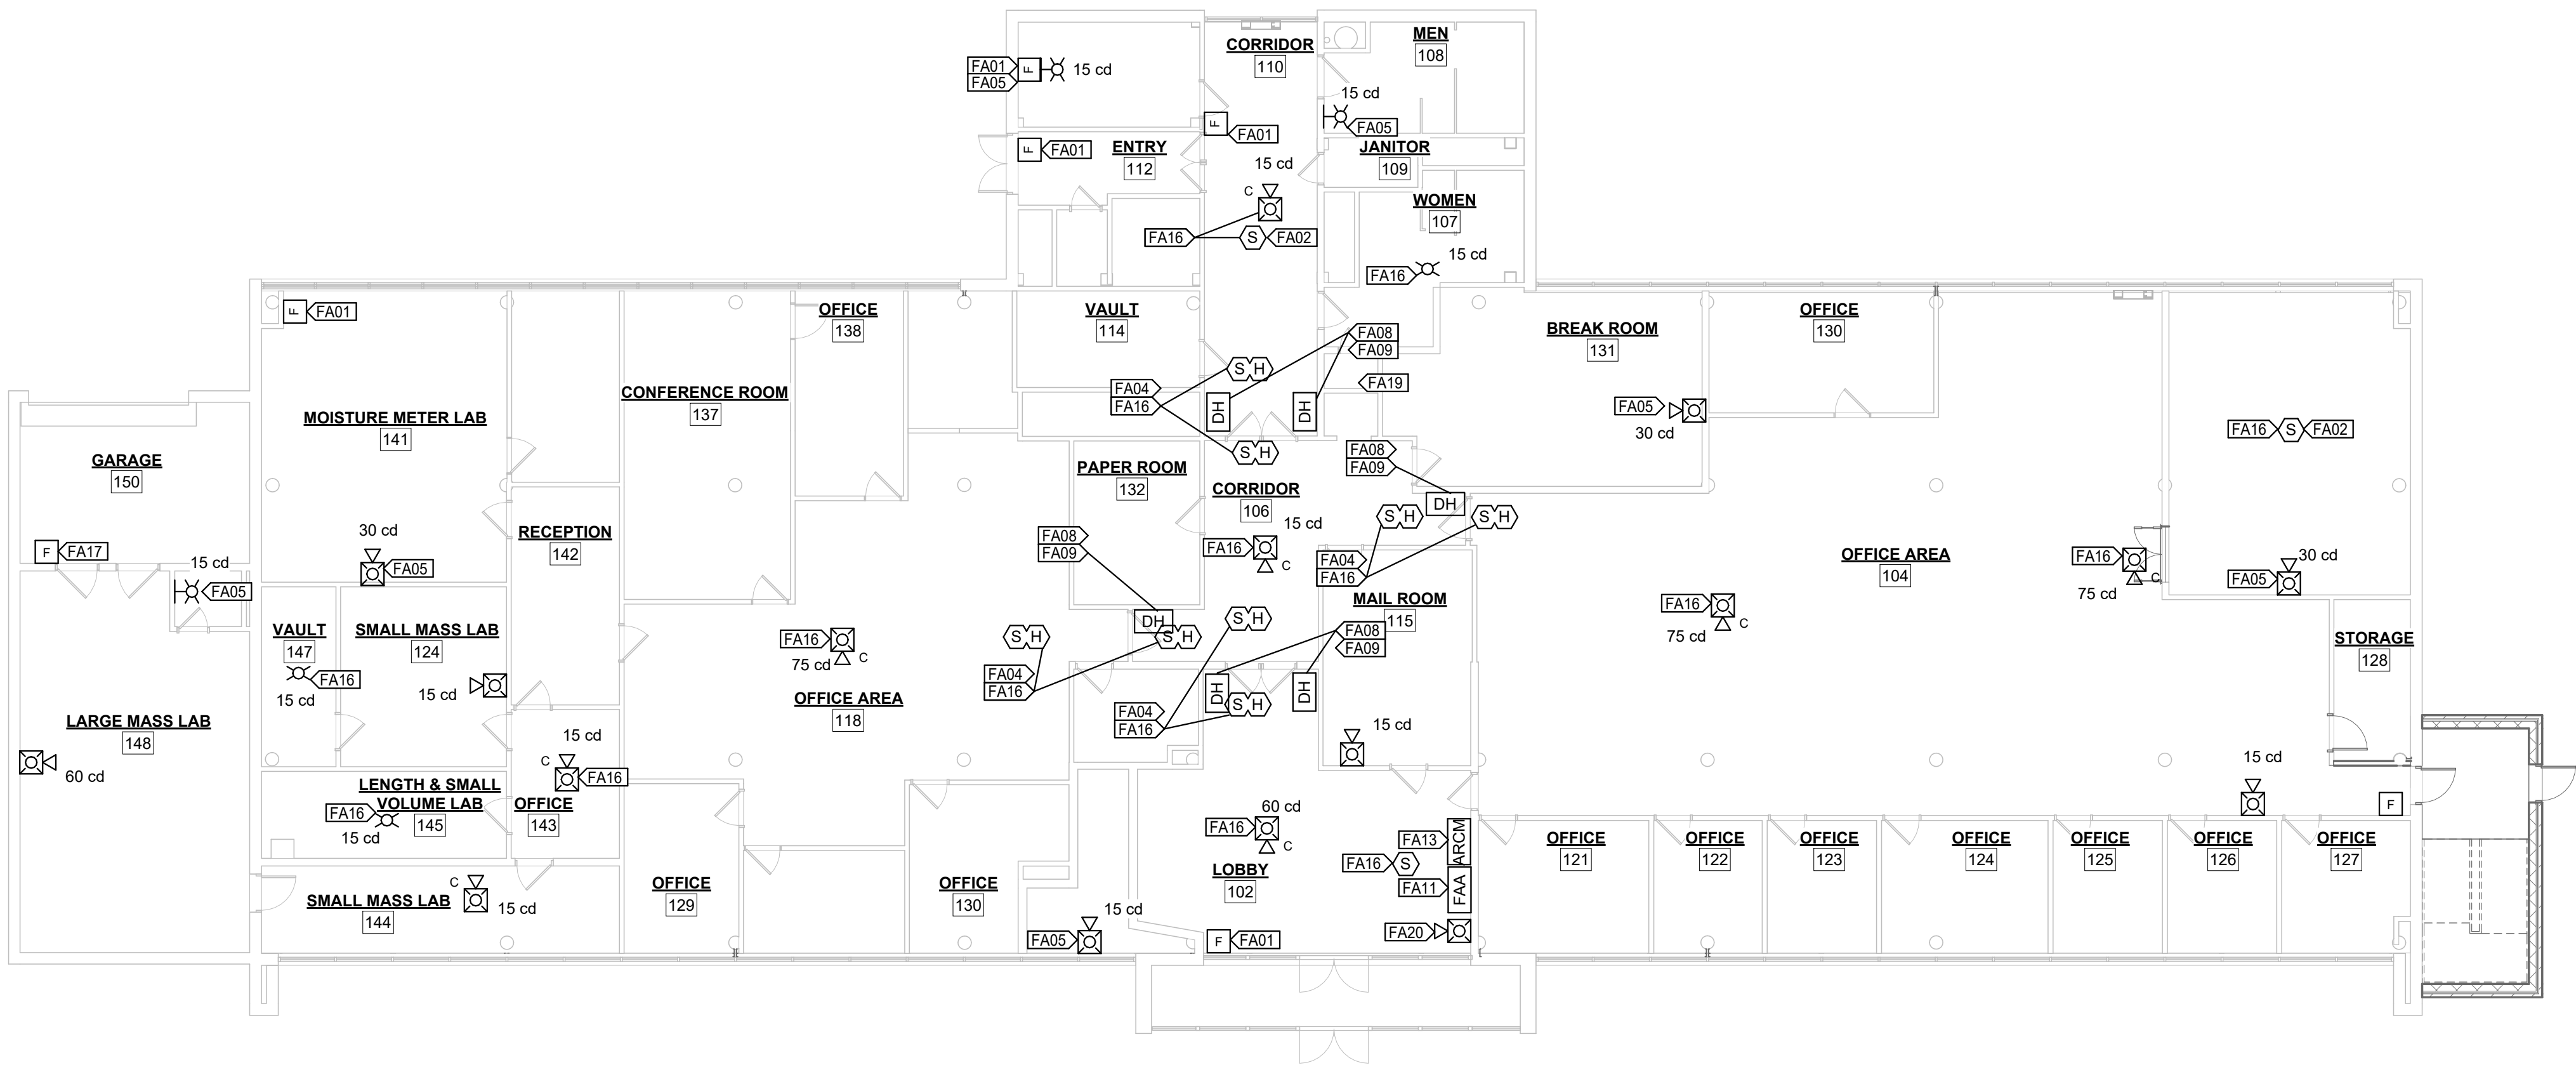 CORRIDOR
110
MEN
108
FA01
FA05
F
15 cd
15 cd
FA05
F
FA01
F
FA01
ENTRY
112
15 cd
JANITOR
109
C
WOMEN
107
FA16
S
FA02
15 cd
FA16
F
FA01
OFFICE
138
VAULT
114
FA08
FA09
BREAK ROOM
131
OFFICE
130
CONFERENCE ROOM
137
FA04
FA16
S H
DH
DH
FA19
FA05
30 cd
MOISTURE METER LAB
141
FA16
S
FA02
GARAGE
150
PAPER ROOM
132
S H
FA08
FA09
CORRIDOR
106
DH
S H
S H
15 cd
30 cd
RECEPTION
142
FA08
FA09
FA16
C
FA04
FA16
OFFICE AREA
104
FA16
C
75 cd
30 cd
FA05
F
FA17
15 cd
FA05
FA05
MAIL ROOM
115
FA16
C
75 cd
VAULT
147
FA16
15 cd
SMALL MASS LAB
124
15 cd
FA16
C
75 cd
DH
S H
S H
S H
FA08
FA09
STORAGE
128
FA04
FA16
OFFICE AREA
118
DH
DH
S H
FA04
FA16
LARGE MASS LAB
148
60 cd
15 cd
C
FA16
15 cd
15 cd
LENGTH & SMALL
VOLUME LAB
145
FA16
15 cd
OFFICE
143
60 cd
FA16
C
F
FA13
ARCM
FA16
S
FA11
FAA
LOBBY
102
OFFICE
121
OFFICE
122
OFFICE
123
OFFICE
124
OFFICE
125
OFFICE
126
OFFICE
127
SMALL MASS LAB
144
C
15 cd
OFFICE
129
OFFICE
130
15 cd
FA05
F
FA01
FA20